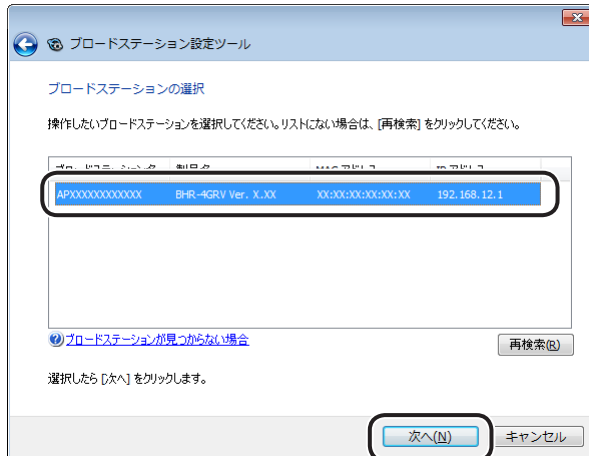 ブロードステーション設定ツール
ブロードステーションの選択
操作したいブロードステーションを選択してください。リストにない場合は、[再検索] をクリックしてください。
APXXXXXXXXXXXX BHR-4GRV Ver. X.XX XX:XX:XX:XX:XX:XX 192.168.12.1
ブロードステーションが見つからない場合
再検索(R)
選択したら [次へ] をクリックします。
次へ(N) キャンセル